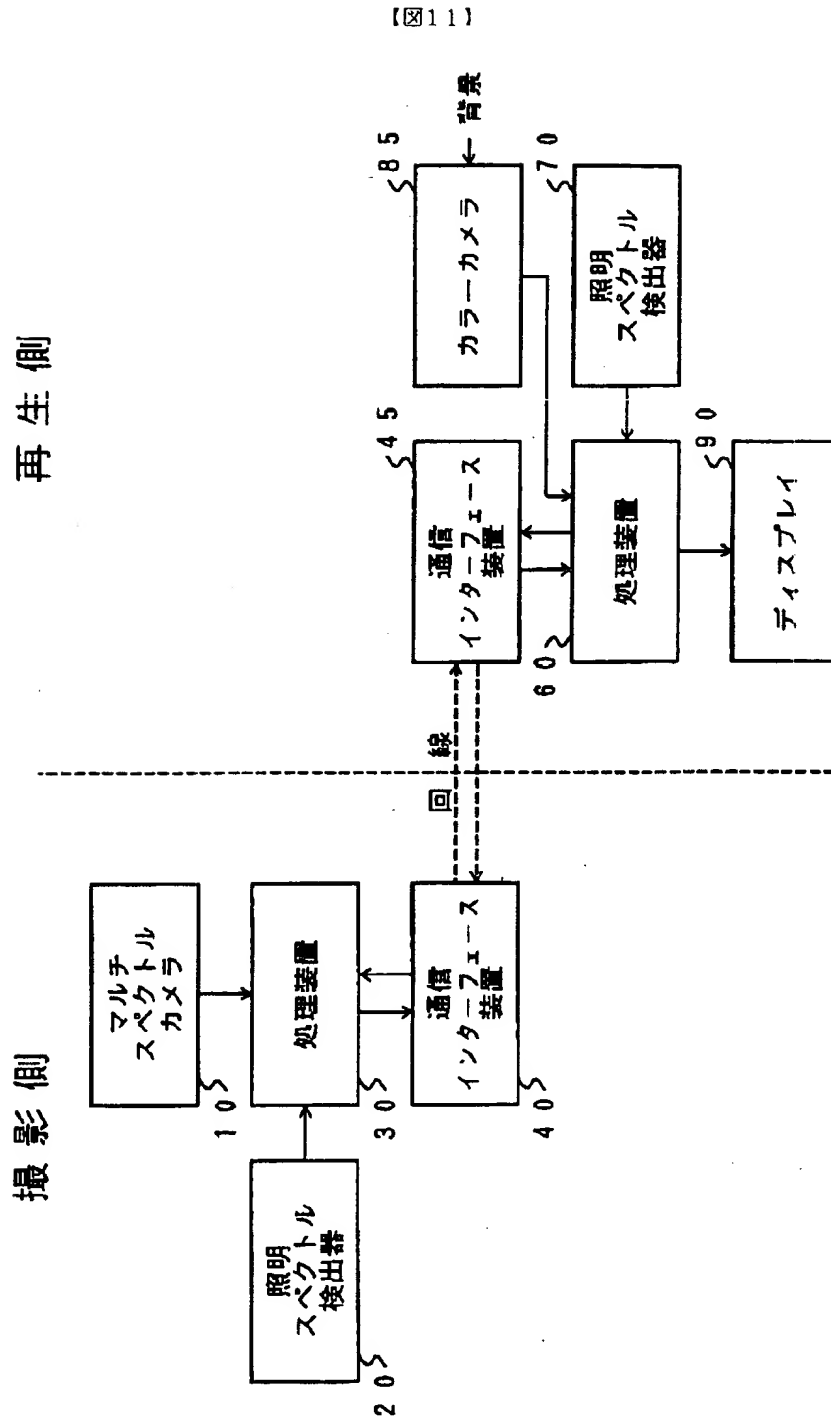 【図11】
撮影側
再生側
マルチ
スペクトル
カメラ
10
照明
スペクトル
検出器
20
処理装置
30
通信
インターフェース
装置
40
回線
通信
インターフェース
装置
45
カラーカメラ
85
背景
処理装置
60
照明
スペクトル
検出器
70
ディスプレイ
90